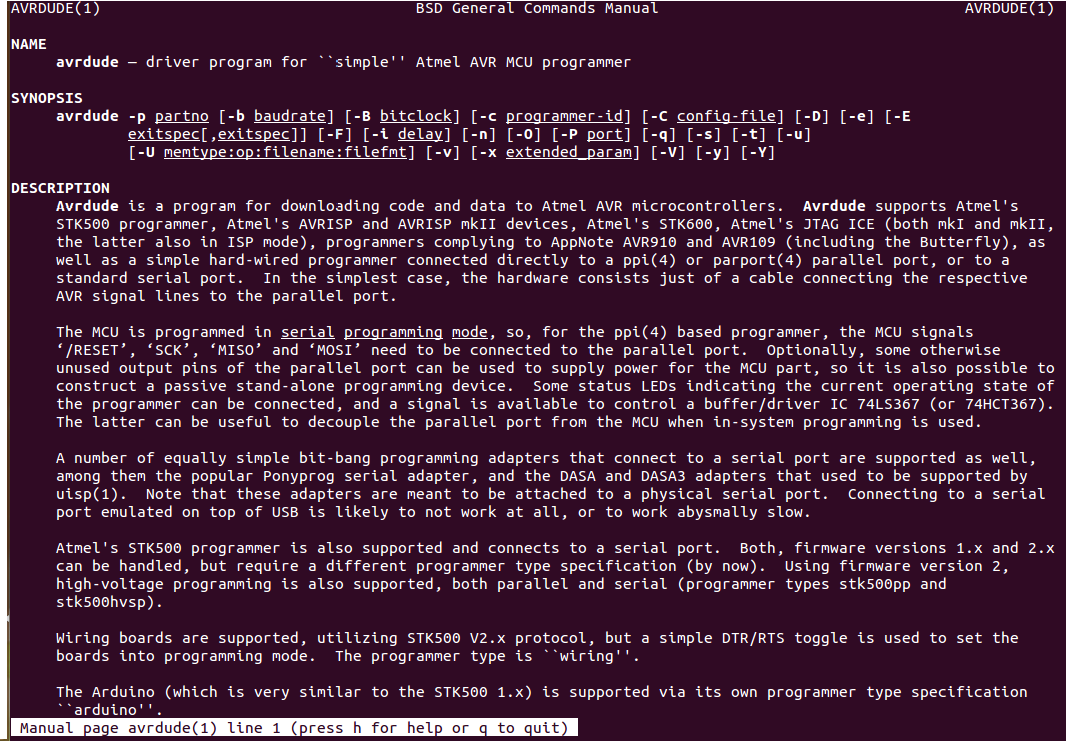 AVRDUDE(1) BSD General Commands Manual AVRDUDE(1)
NAME
avrdude — driver program for ``simple'' Atmel AVR MCU programmer
SYNOPSIS
avrdude -p partno [-b baudrate] [-B bitclock] [-c programmer-id] [-C config-file] [-D] [-e] [-E
exitspec[,exitspec]] [-F] [-i delay] [-n] [-O] [-P port] [-q] [-s] [-t] [-u]
[-U memtype:op:filename:filefmt] [-v] [-x extended_param] [-V] [-y] [-Y]
DESCRIPTION
Avrdude is a program for downloading code and data to Atmel AVR microcontrollers.  Avrdude supports Atmel's
STK500 programmer, Atmel's AVRISP and AVRISP mkII devices, Atmel's STK600, Atmel's JTAG ICE (both mkI and mkII,
the latter also in ISP mode), programmers complying to AppNote AVR910 and AVR109 (including the Butterfly), as
well as a simple hard-wired programmer connected directly to a ppi(4) or parport(4) parallel port, or to a
standard serial port.  In the simplest case, the hardware consists just of a cable connecting the respective
AVR signal lines to the parallel port.
The MCU is programmed in serial programming mode, so, for the ppi(4) based programmer, the MCU signals
‘/RESET’, ‘SCK’, ‘MISO’ and ‘MOSI’ need to be connected to the parallel port.  Optionally, some otherwise
unused output pins of the parallel port can be used to supply power for the MCU part, so it is also possible to
construct a passive stand-alone programming device.  Some status LEDs indicating the current operating state of
the programmer can be connected, and a signal is available to control a buffer/driver IC 74LS367 (or 74HCT367).
The latter can be useful to decouple the parallel port from the MCU when in-system programming is used.
A number of equally simple bit-bang programming adapters that connect to a serial port are supported as well,
among them the popular Ponyprog serial adapter, and the DASA and DASA3 adapters that used to be supported by
uisp(1).  Note that these adapters are meant to be attached to a physical serial port.  Connecting to a serial
port emulated on top of USB is likely to not work at all, or to work abysmally slow.
Atmel's STK500 programmer is also supported and connects to a serial port.  Both, firmware versions 1.x and 2.x
can be handled, but require a different programmer type specification (by now).  Using firmware version 2,
high-voltage programming is also supported, both parallel and serial (programmer types stk500pp and
stk500hvsp).
Wiring boards are supported, utilizing STK500 V2.x protocol, but a simple DTR/RTS toggle is used to set the
boards into programming mode.  The programmer type is ``wiring''.
The Arduino (which is very similar to the STK500 1.x) is supported via its own programmer type specification
``arduino''.
Manual page avrdude(1) line 1 (press h for help or q to quit)